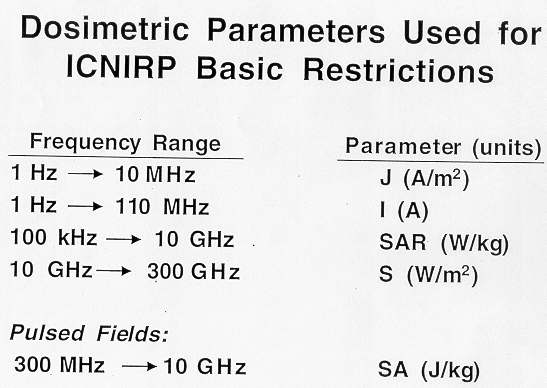 Dosimetric Parameters Used for
ICNIRP Basic Restrictions
Frequency Range Parameter (units)
1 Hz → 10 MHz J (A/m²)
1 Hz → 110 MHz I (A)
100 kHz → 10 GHz SAR (W/kg)
10 GHz → 300 GHz S (W/m²)
Pulsed Fields:
300 MHz → 10 GHz SA (J/kg)